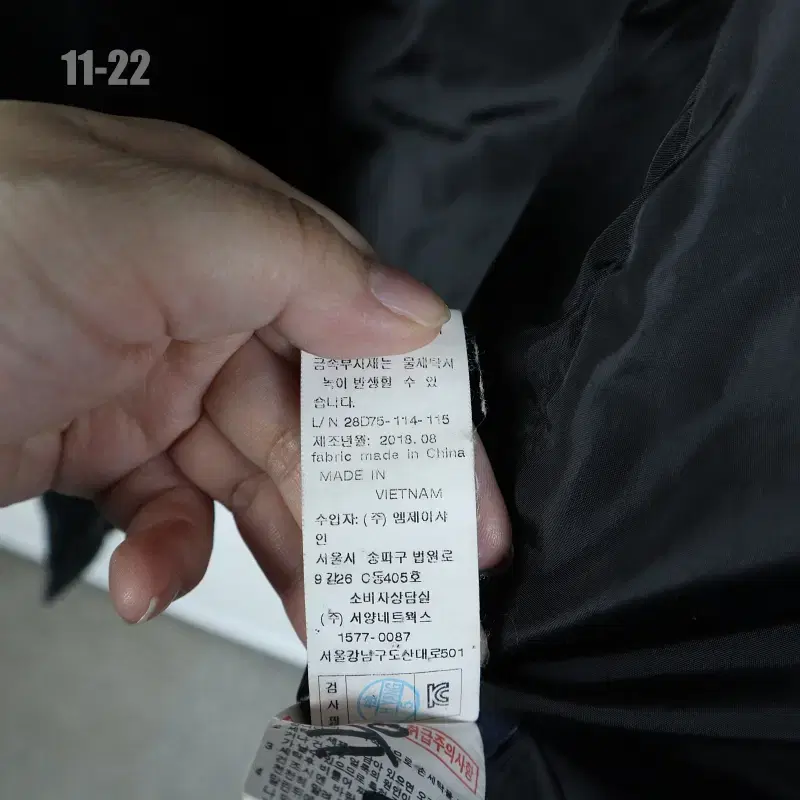 11-22
금속부자재는 물세탁시
녹이 발생할 수 있
습니다.
L/N 28D75-114-115
제조년월: 2018.08
fabric made in China
MADE IN
VIETNAM
수입자: (주) 엠제이샤
인
서울시 송파구 법원로
9길26 C동405호
소비자상담실
(주) 서양네트웍스
1577-0087
서울강남구도산대로501
검
사
필
취급주의사항
3
4